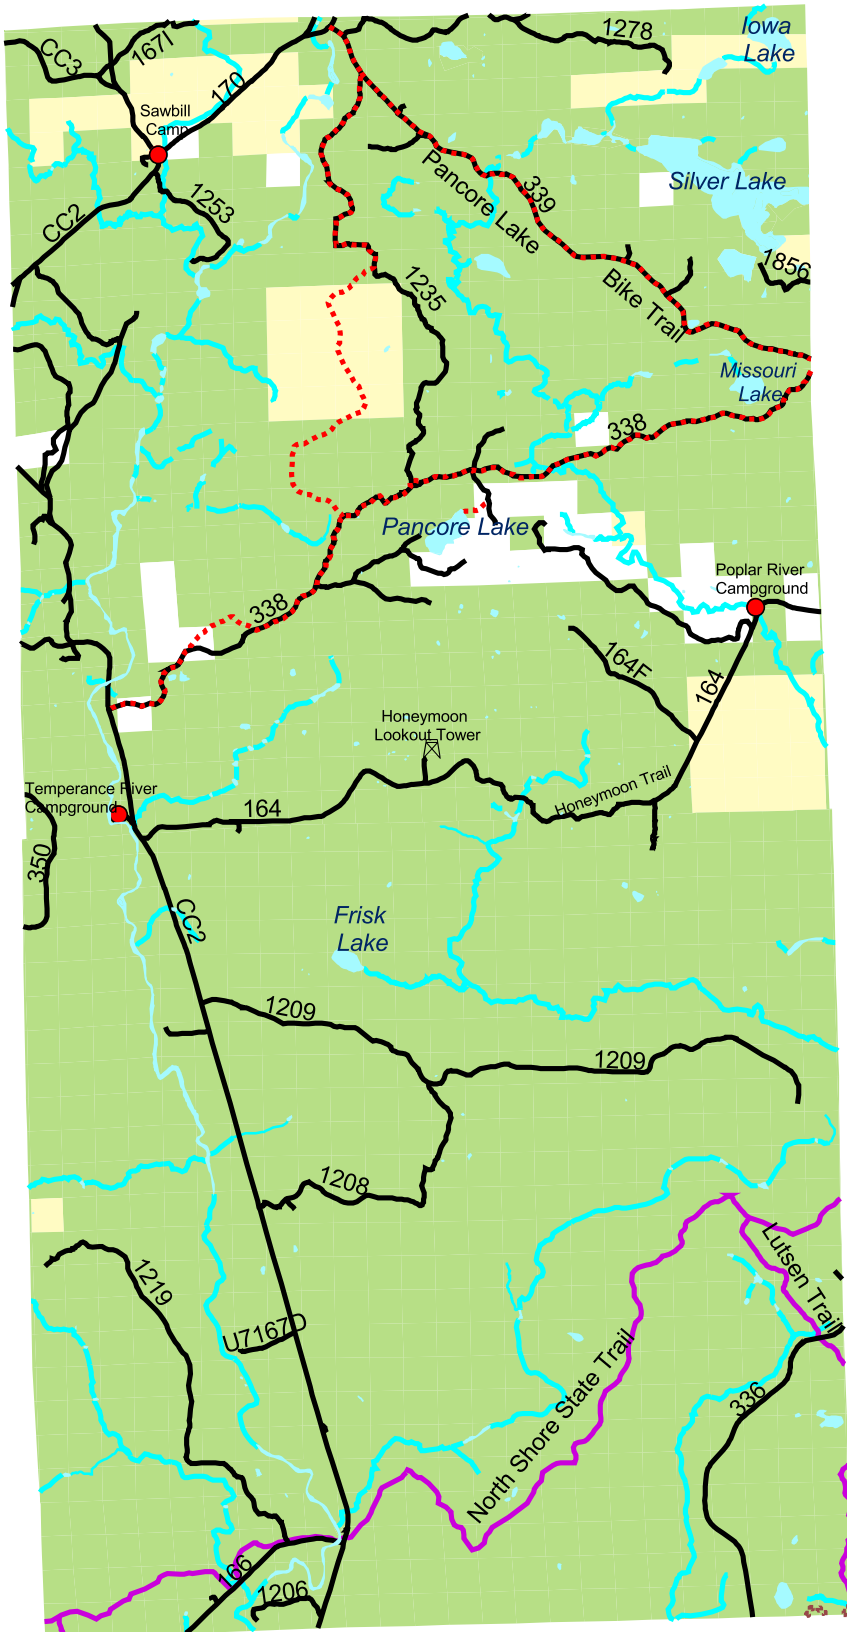 Iowa
Lake
1278
CC3
167I
170
Sawbill
Camp
CC2
1253
Pancore Lake
339
Bike Trail
Silver Lake
1856
1235
Missouri
Lake
338
Pancore Lake
Poplar River
Campground
338
164F
164
Honeymoon
Lookout Tower
Honeymoon Trail
Temperance River
Campground
164
350
CC2
Frisk
Lake
1209
1209
1208
1219
U7167D
Lutsen Trail
North Shore State Trail
336
166
1206